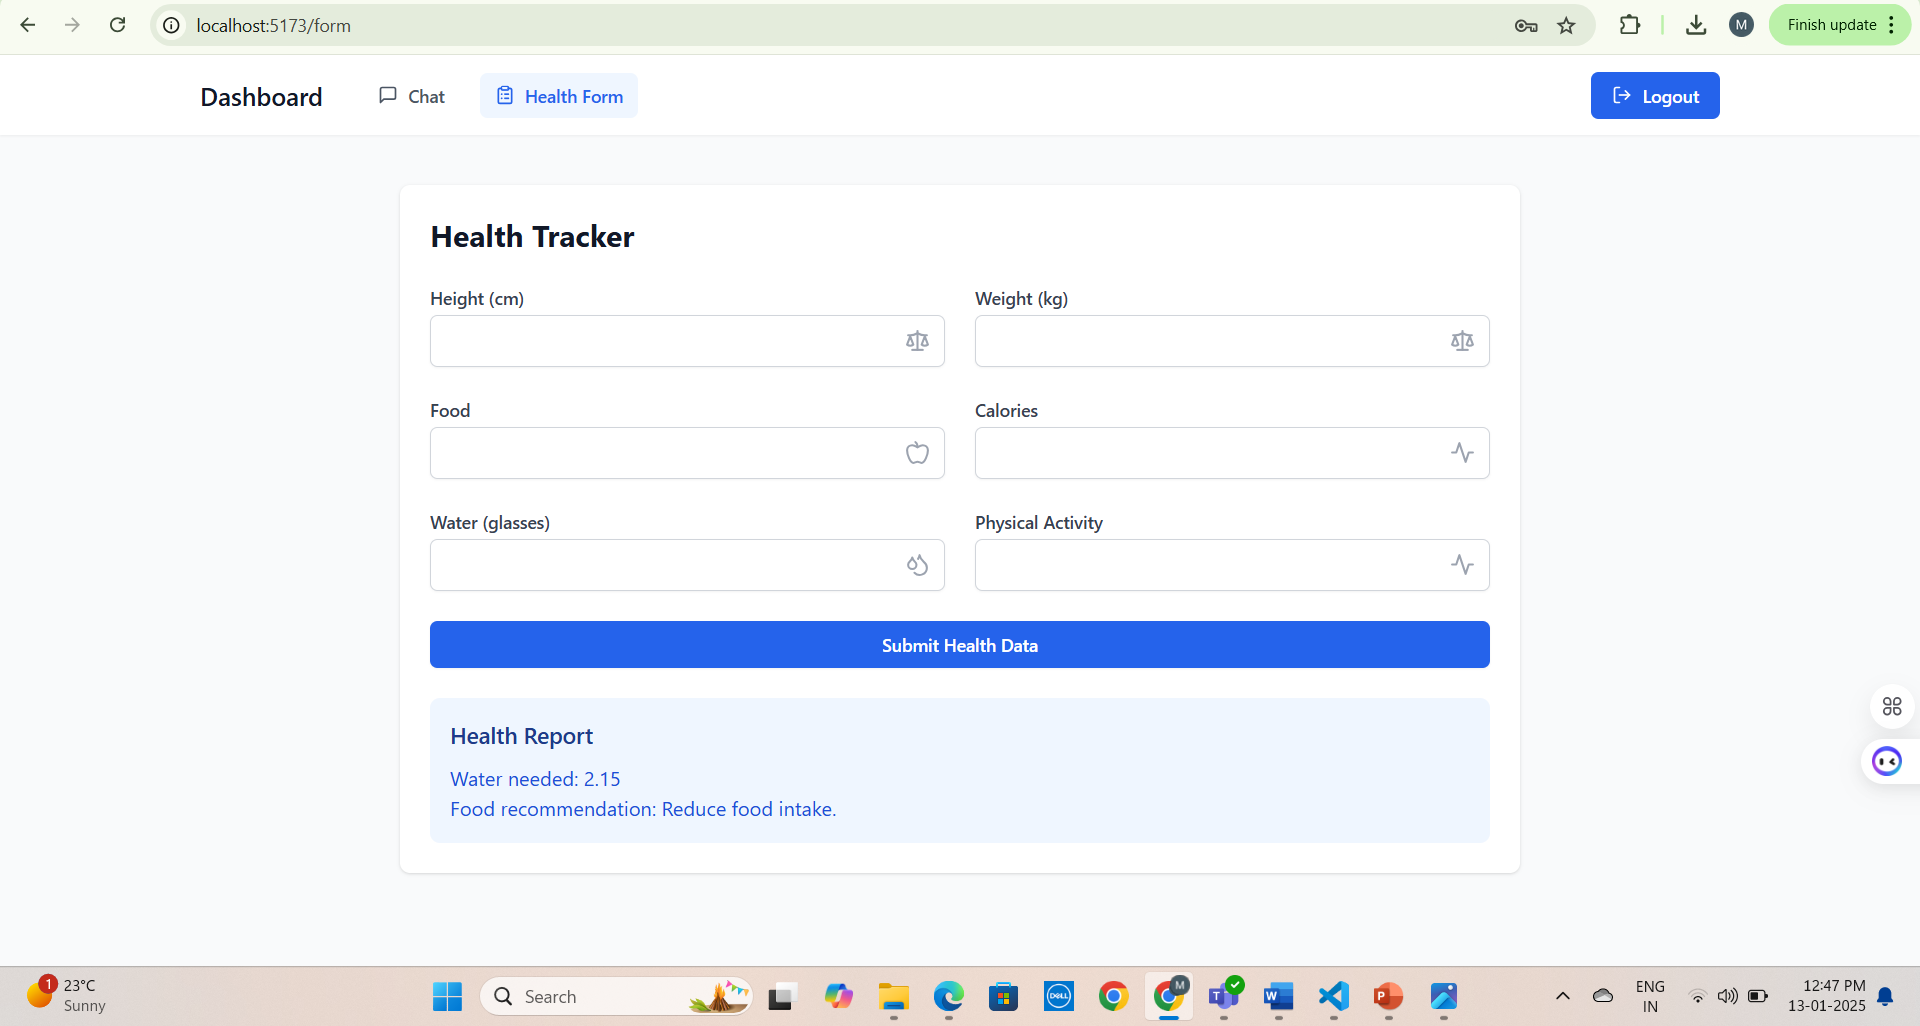 localhost:5173/form
M
Finish update
Dashboard
Chat
Health Form
Logout
Health Tracker
Height (cm)
Weight (kg)
Food
Calories
Water (glasses)
Physical Activity
Submit Health Data
Health Report
Water needed: 2.15
Food recommendation: Reduce food intake.
1
23°C
Sunny
Search
DELL
M
T
W
P
ENG
IN
12:47 PM
13-01-2025